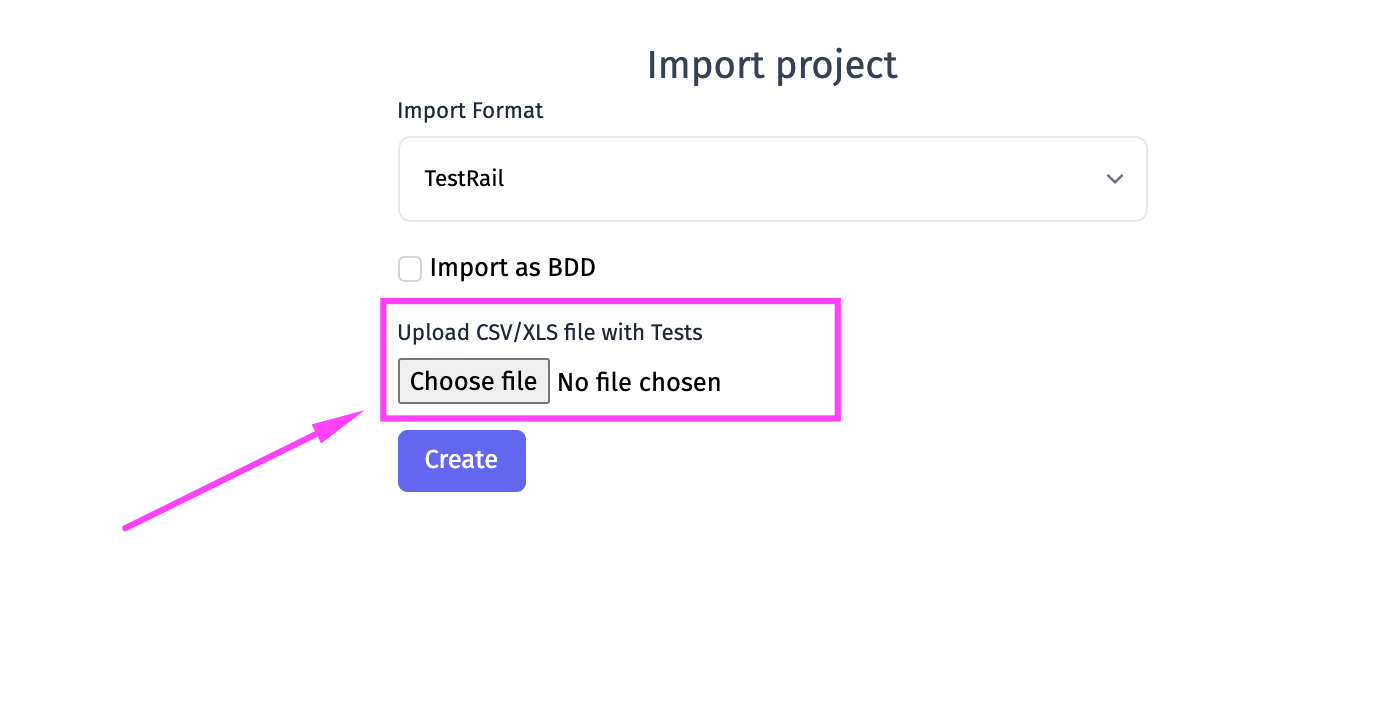 Import project
Import Format
TestRail
Import as BDD
Upload CSV/XLS file with Tests
Choose file No file chosen
Create